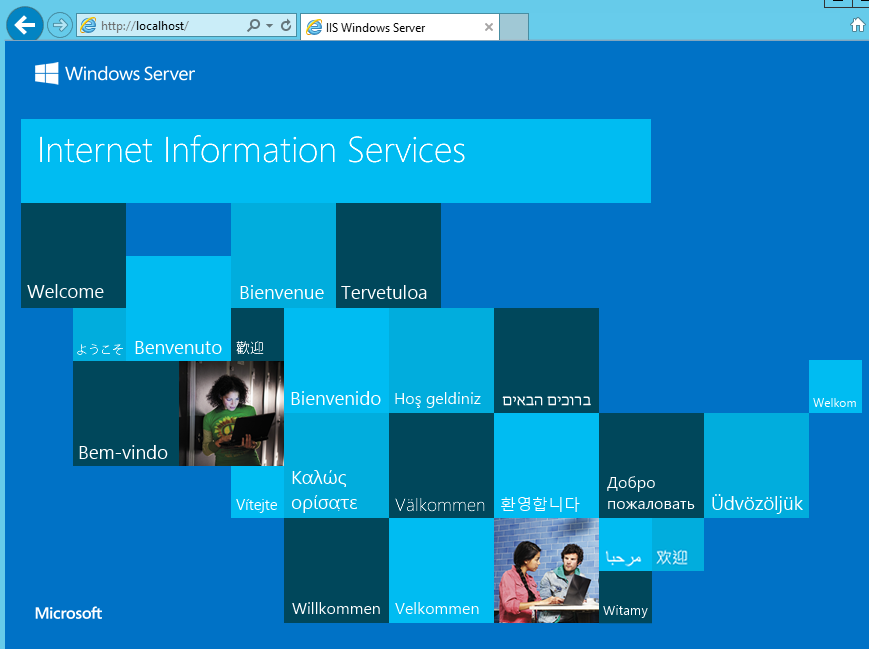 http://localhost/
IIS Windows Server
Windows Server
Internet Information Services
Welcome
Bienvenue
Tervetuloa
ようこそ
Benvenuto
歡迎
Bienvenido
Hoş geldiniz
ברוכים הבאים
Welkom
Bem-vindo
Vítejte
Καλώς
ορίσατε
Välkommen
환영합니다
Добро
пожаловать
Üdvözöljük
مرحبا
欢迎
Willkommen
Velkommen
Witamy
Microsoft